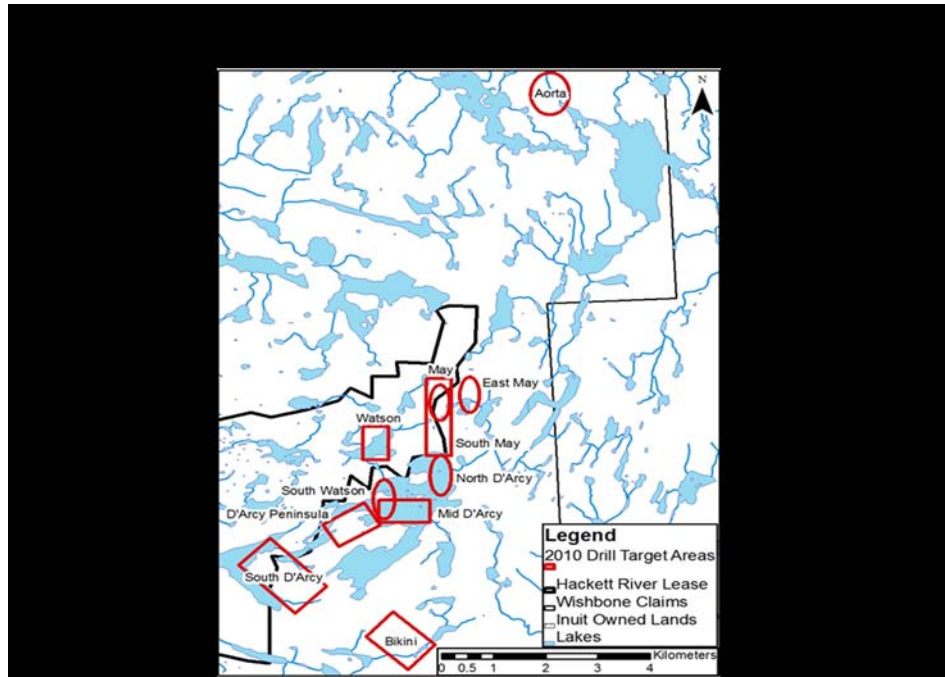 Aorta
N
May
East May
Watson
South May
North D'Arcy
South Watson
D'Arcy Peninsula
Mid D'Arcy
South D'Arcy
Bikini
Legend
2010 Drill Target Areas
Hackett River Lease
Wishbone Claims
Inuit Owned Lands
Lakes
Kilometers
0 0.5 1 2 3 4